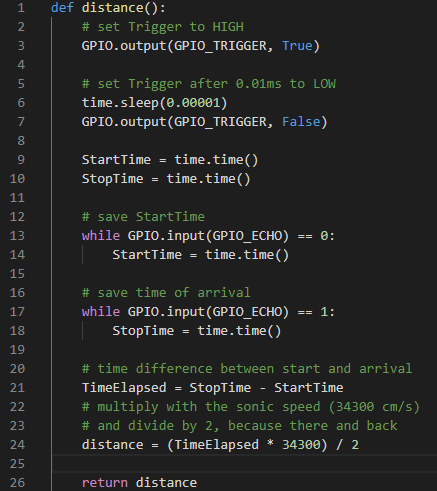 1 def distance():
2     # set Trigger to HIGH
3     GPIO.output(GPIO_TRIGGER, True)
4
5     # set Trigger after 0.01ms to LOW
6     time.sleep(0.00001)
7     GPIO.output(GPIO_TRIGGER, False)
8
9     StartTime = time.time()
10     StopTime = time.time()
11
12     # save StartTime
13     while GPIO.input(GPIO_ECHO) == 0:
14         StartTime = time.time()
15
16     # save time of arrival
17     while GPIO.input(GPIO_ECHO) == 1:
18         StopTime = time.time()
19
20     # time difference between start and arrival
21     TimeElapsed = StopTime - StartTime
22     # multiply with the sonic speed (34300 cm/s)
23     # and divide by 2, because there and back
24     distance = (TimeElapsed * 34300) / 2
25
26     return distance